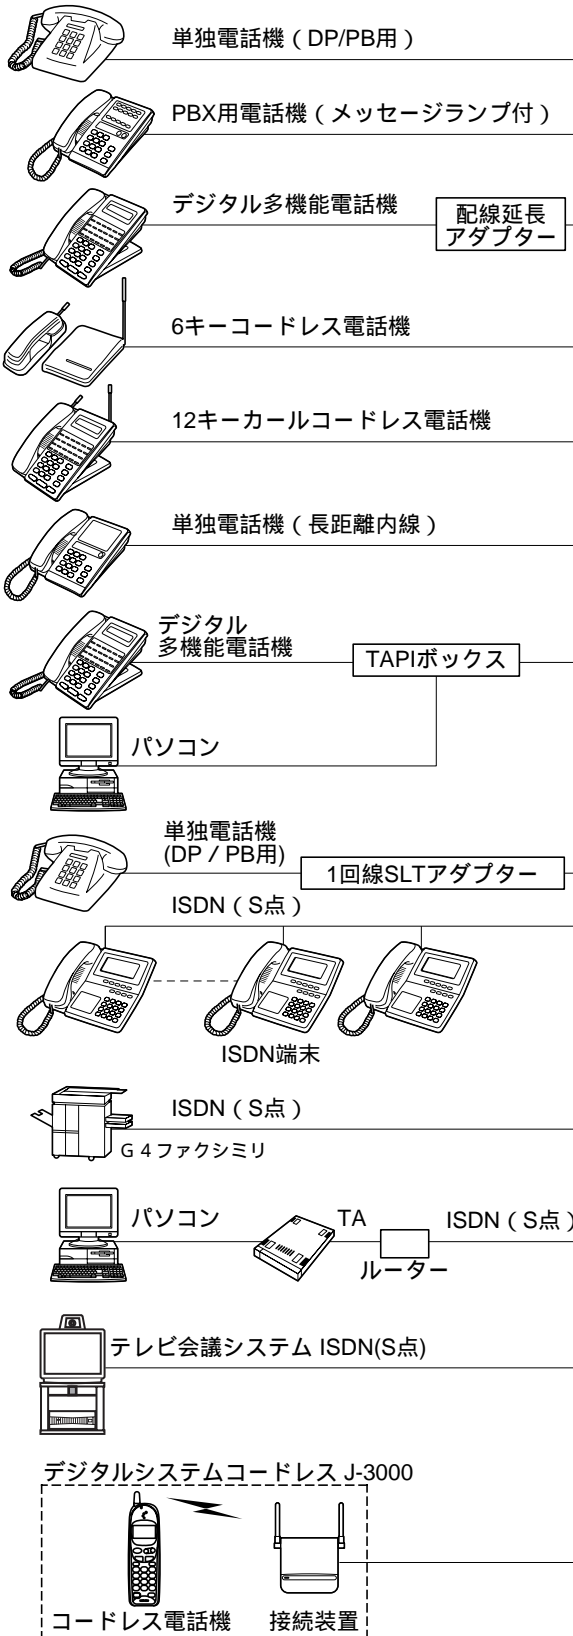 単独電話機（DP/PB用）
PBX用電話機（メッセージランプ付）
デジタル多機能電話機
配線延長
アダプター
6キーコードレス電話機
12キーカールコードレス電話機
単独電話機（長距離内線）
デジタル
多機能電話機
TAPIボックス
パソコン
単独電話機
(DP／PB用)
1回線SLTアダプター
ISDN（S点）
ISDN端末
ISDN（S点）
Ｇ４ファクシミリ
パソコン
TA
ISDN（S点）
ルーター
テレビ会議システム ISDN(S点)
デジタルシステムコードレス J-3000
コードレス電話機
接続装置